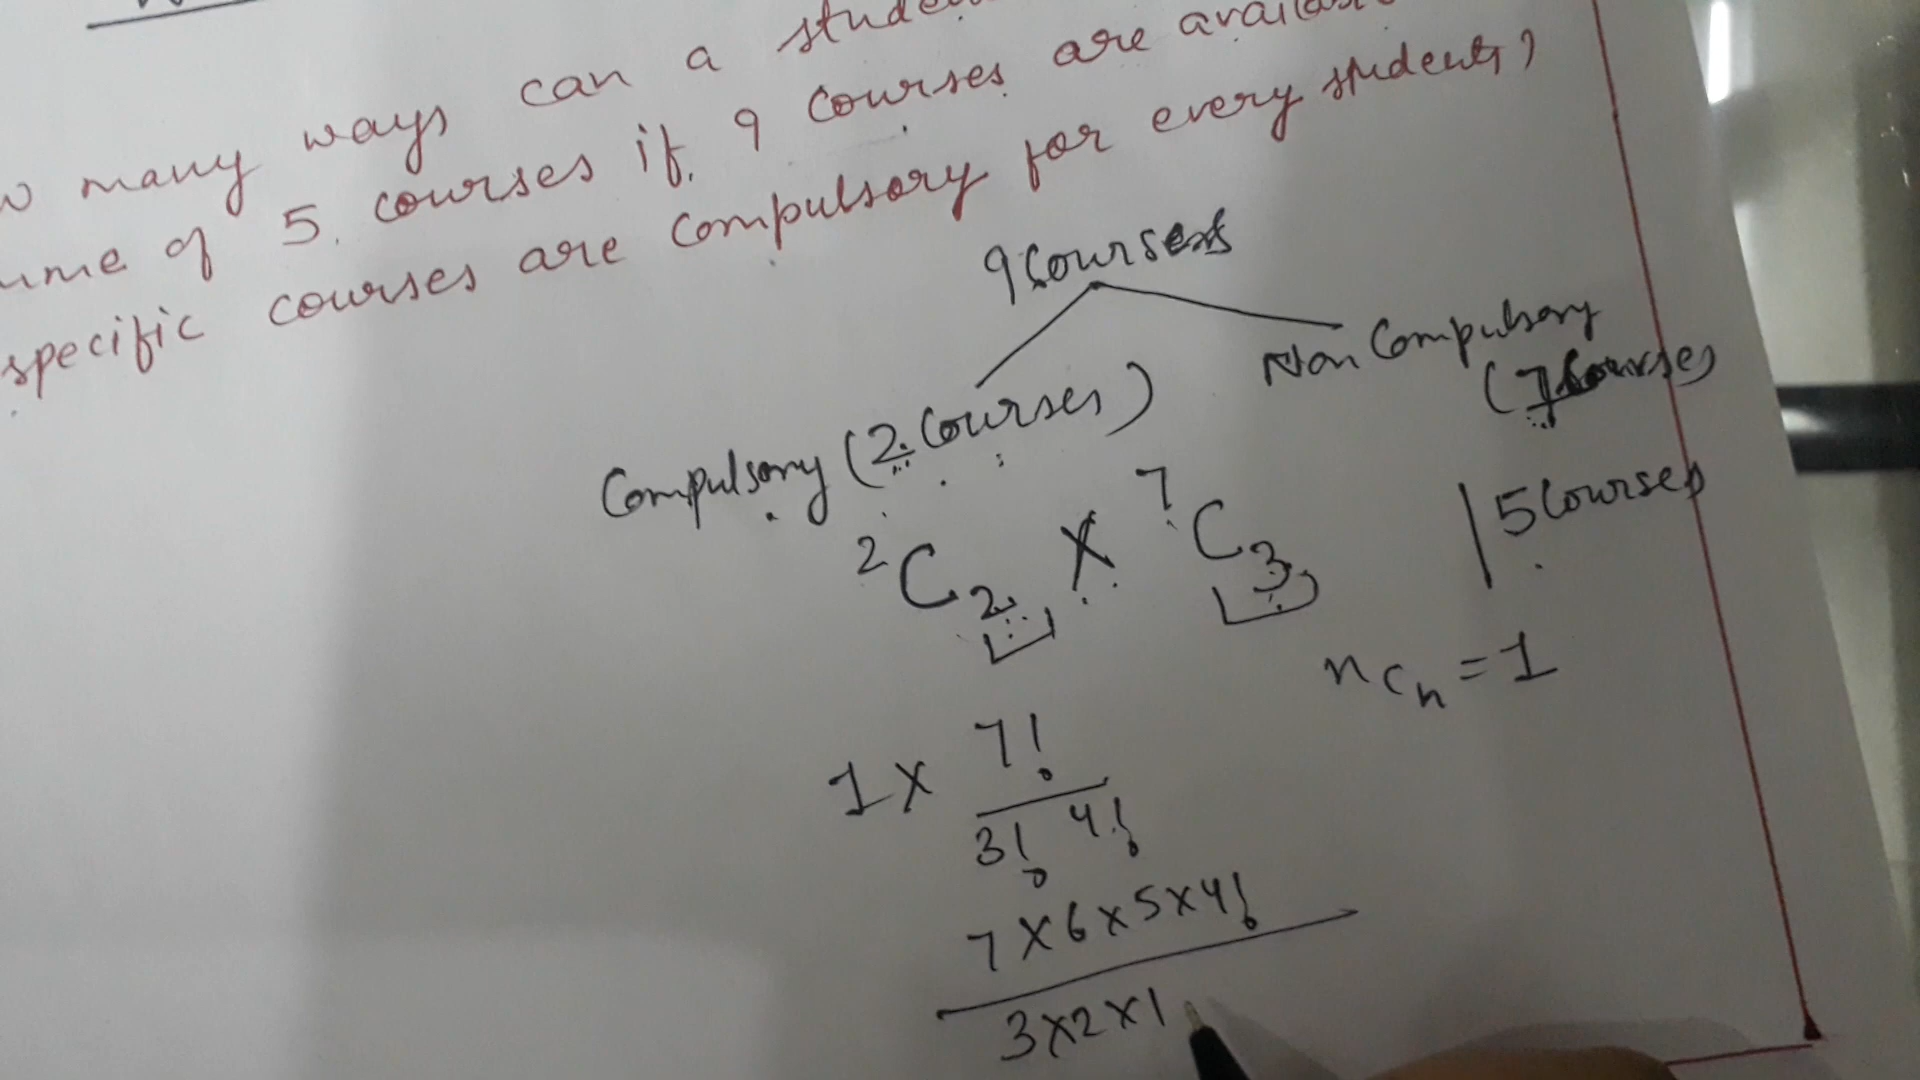 many ways can a
of 5 courses if 9 courses are
specific courses are compulsory for every students,
9 Courses
Compulsory (2 Courses)
Non Compulsory
(7 Courses
²C₂ × ⁷C₃
| 5 Courses
nCn = 1
1 × 7!
3! 4!
7×6×5×4!
3×2×1